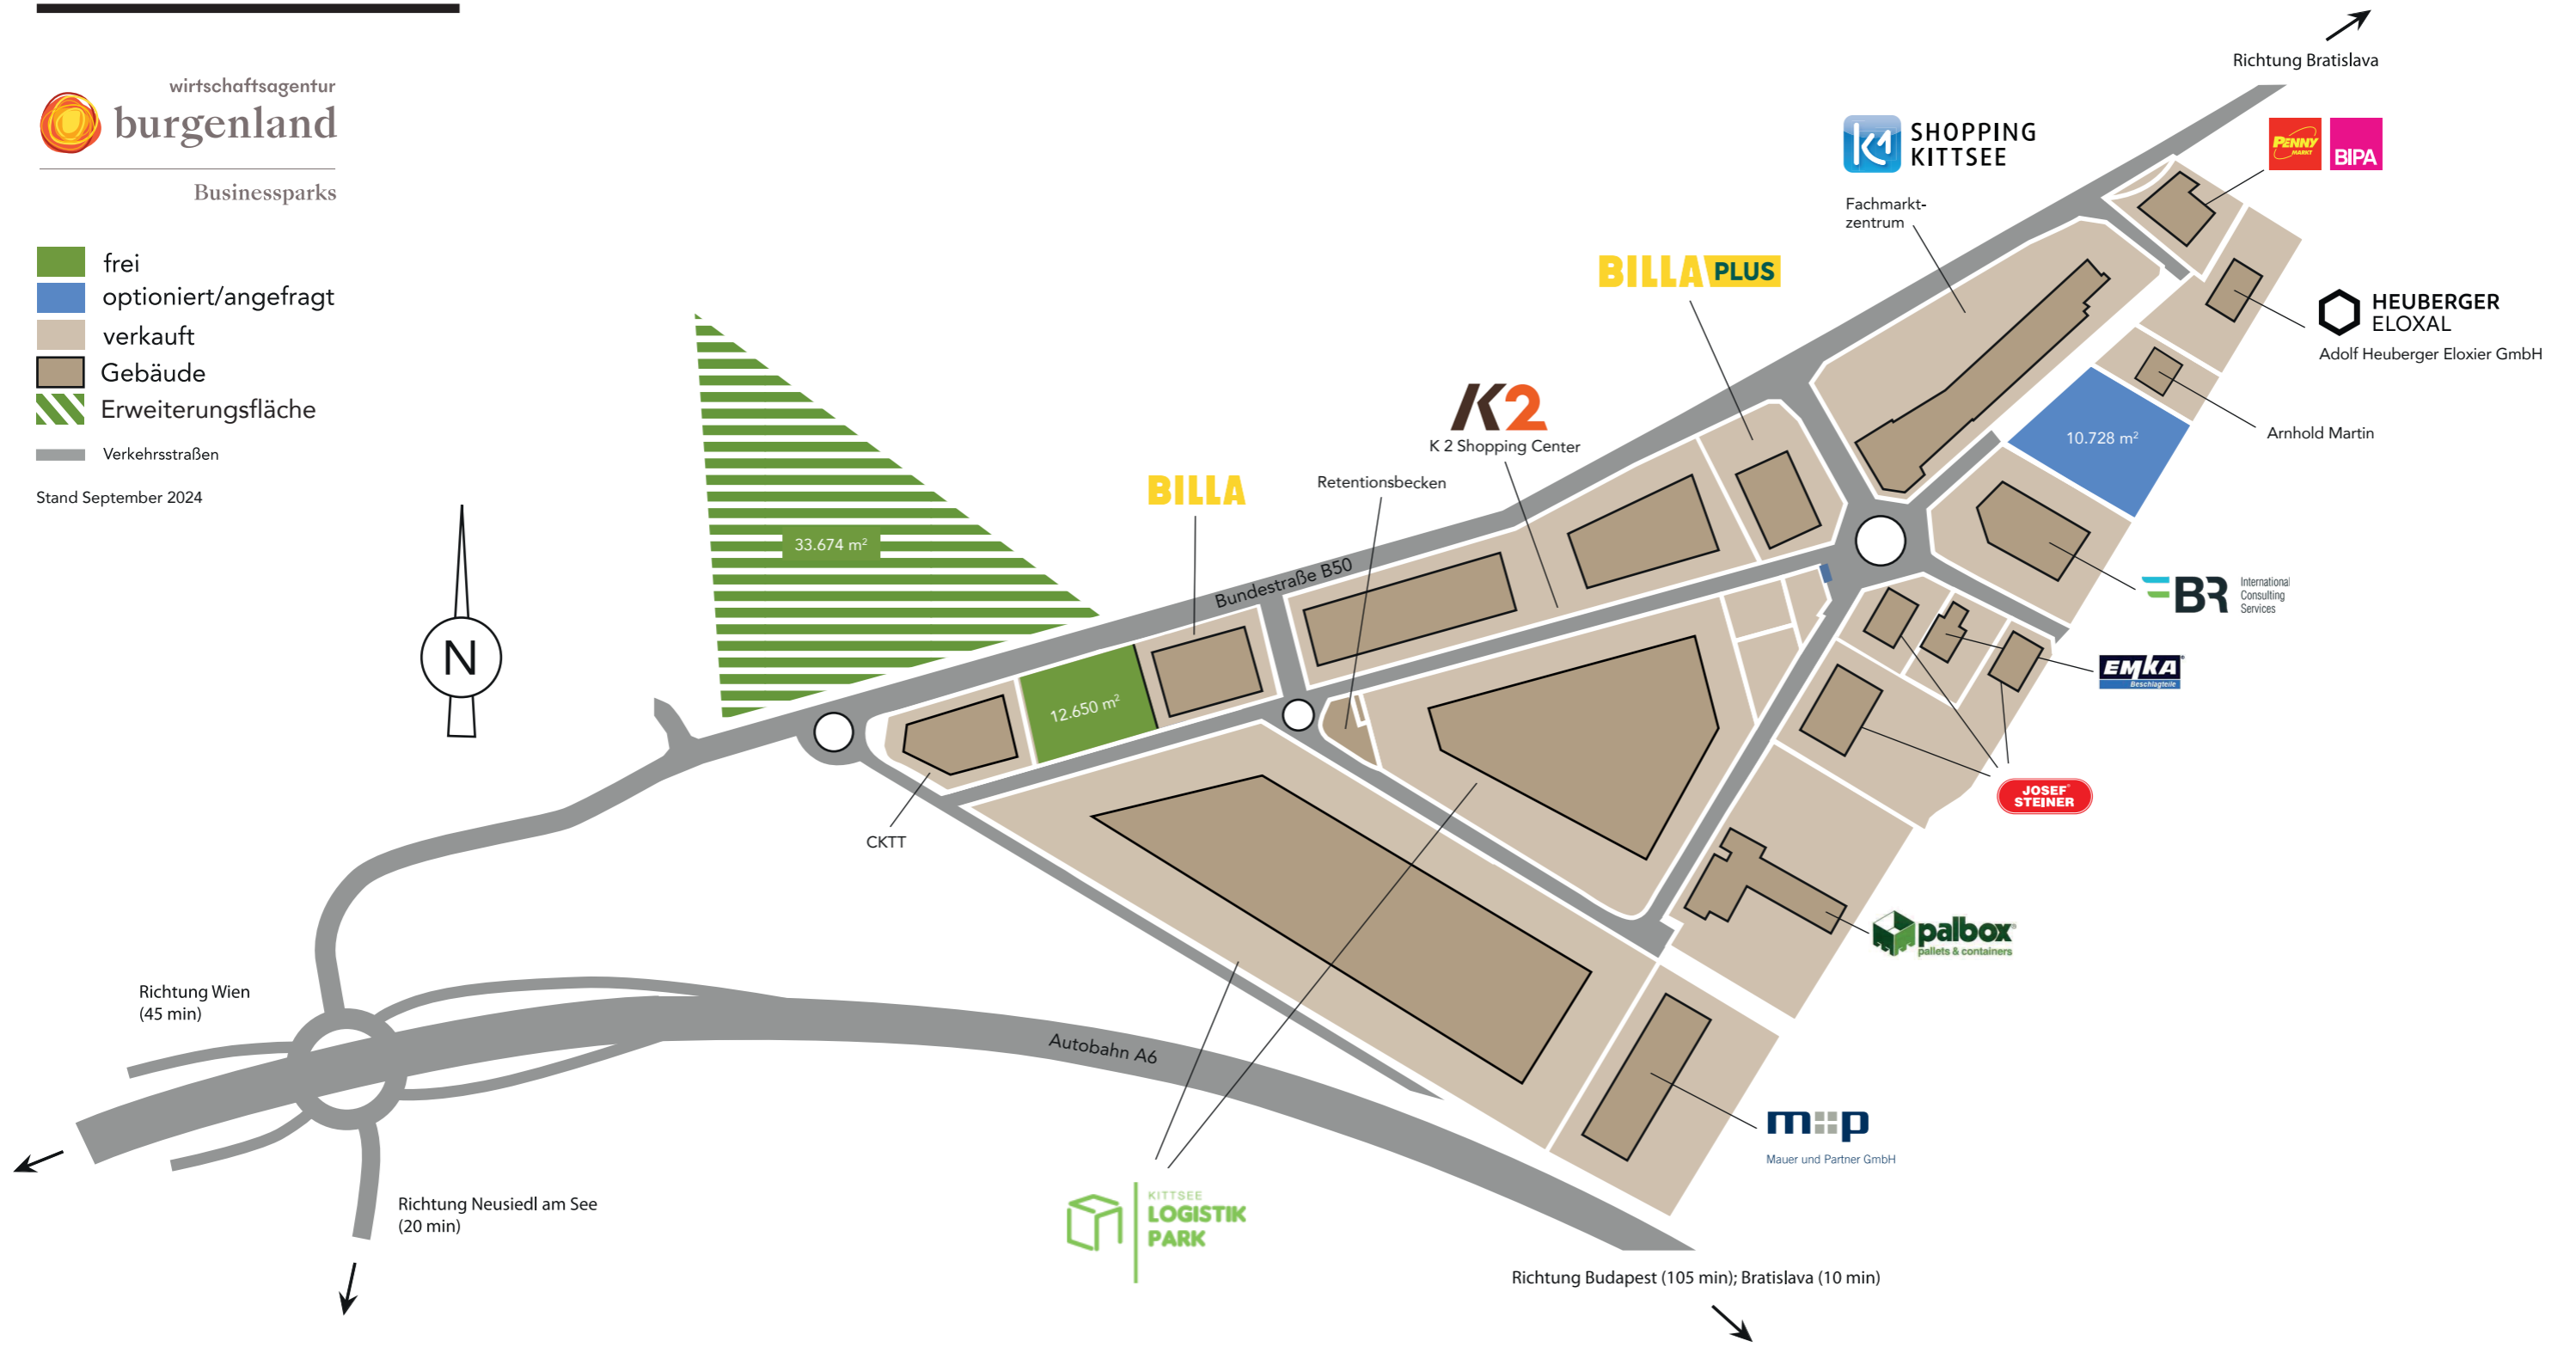 wirtschaftsagentur
burgenland
Businessparks
frei
optioniert/angefragt
verkauft
Gebäude
Erweiterungsfläche
Verkehrsstraßen
Stand September 2024
N
Richtung Bratislava
K1 SHOPPING
KITTSEE
Fachmarkt-
zentrum
PENNY
MARKT
BIPA
HEUBERGER
ELOXAL
Adolf Heuberger Eloxier GmbH
Arnhold Martin
10.728 m²
BILLA PLUS
K2
K 2 Shopping Center
Retentionsbecken
BILLA
33.674 m²
Bundestraße B50
12.650 m²
CKTT
BR
International
Consulting
Services
EMKA
Beschlagteile
JOSEF
STEINER
palbox
pallets & containers
m p
Mauer und Partner GmbH
KITTSEE
LOGISTIK
PARK
Autobahn A6
Richtung Wien
(45 min)
Richtung Neusiedl am See
(20 min)
Richtung Budapest (105 min); Bratislava (10 min)